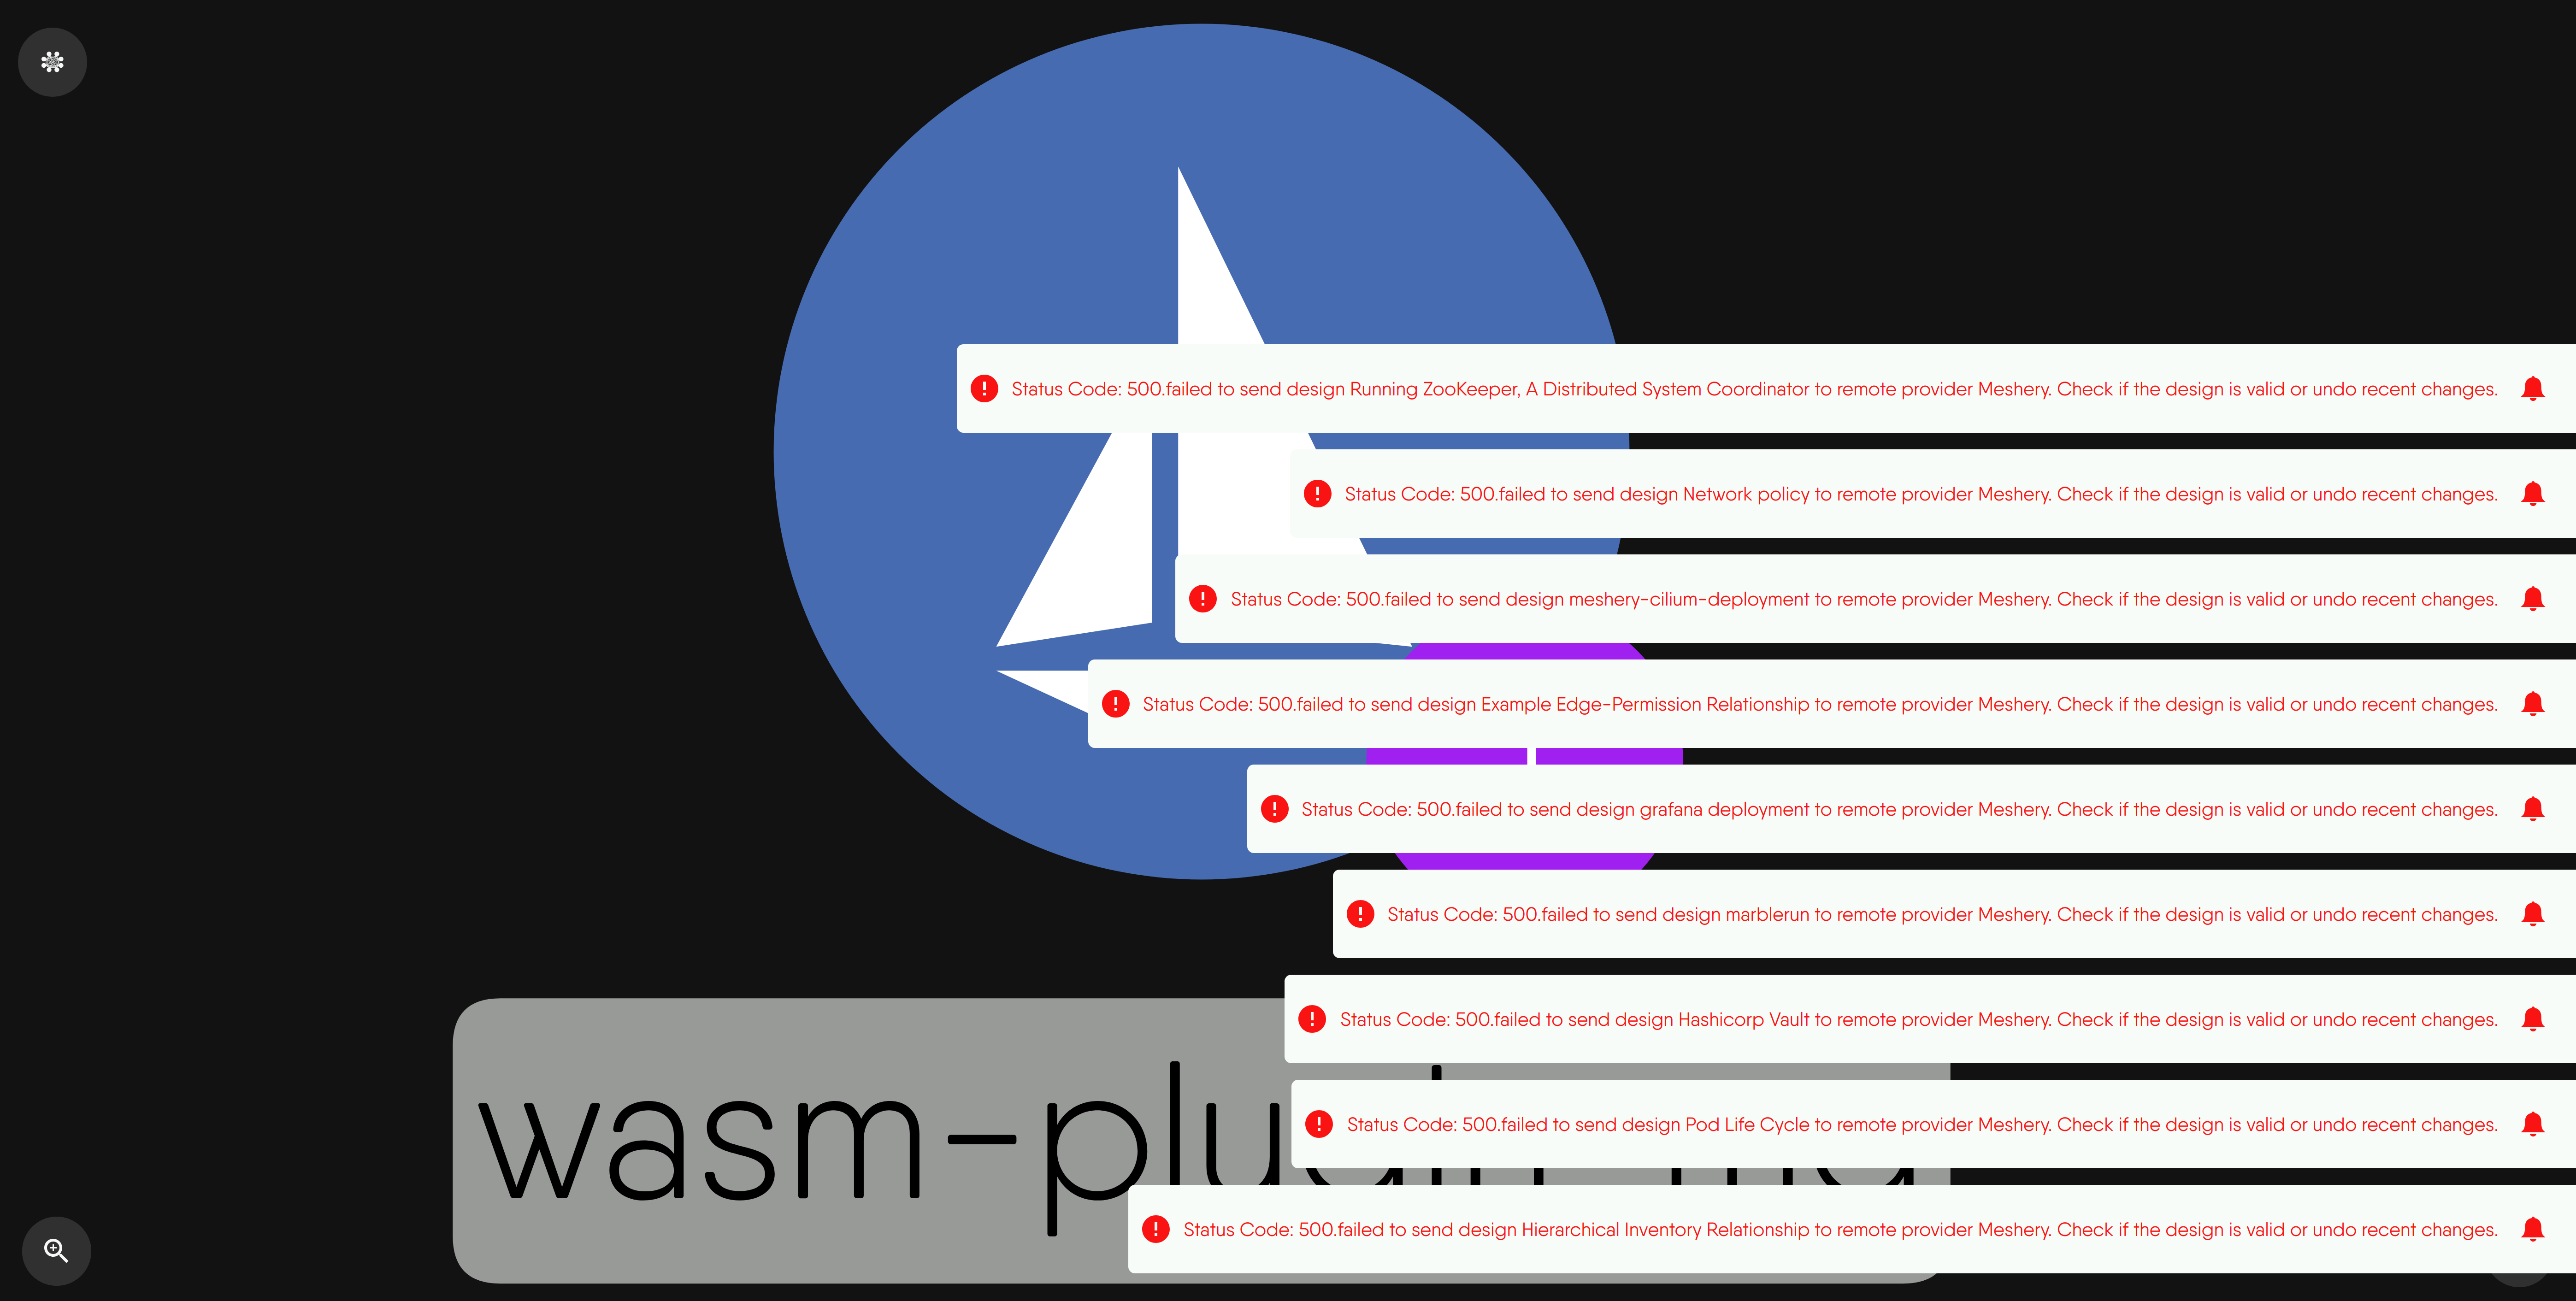 Status Code: 500.failed to send design Running ZooKeeper, A Distributed System Coordinator to remote provider Meshery. Check if the design is valid or undo recent changes.
Status Code: 500.failed to send design Network policy to remote provider Meshery. Check if the design is valid or undo recent changes.
Status Code: 500.failed to send design meshery-cilium-deployment to remote provider Meshery. Check if the design is valid or undo recent changes.
Status Code: 500.failed to send design Example Edge-Permission Relationship to remote provider Meshery. Check if the design is valid or undo recent changes.
Status Code: 500.failed to send design grafana deployment to remote provider Meshery. Check if the design is valid or undo recent changes.
Status Code: 500.failed to send design marblerun to remote provider Meshery. Check if the design is valid or undo recent changes.
Status Code: 500.failed to send design Hashicorp Vault to remote provider Meshery. Check if the design is valid or undo recent changes.
Status Code: 500.failed to send design Pod Life Cycle to remote provider Meshery. Check if the design is valid or undo recent changes.
wasm-plu
Status Code: 500.failed to send design Hierarchical Inventory Relationship to remote provider Meshery. Check if the design is valid or undo recent changes.